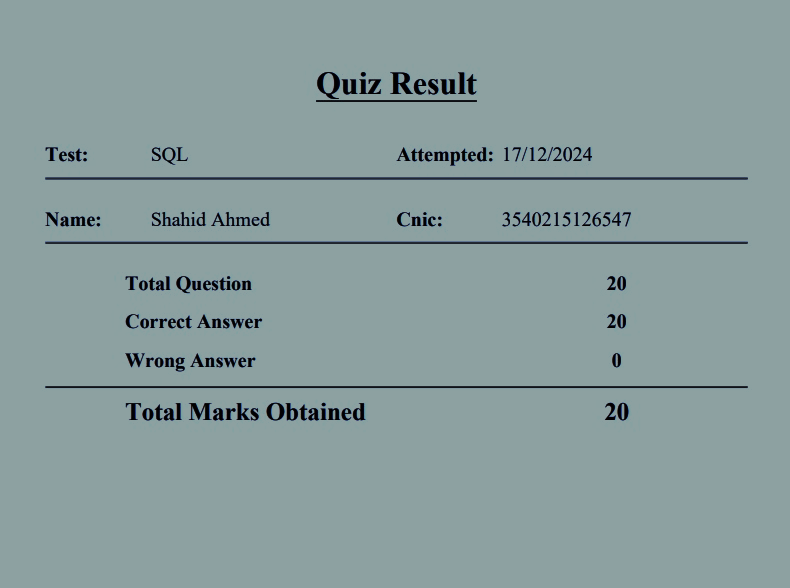 Quiz Result
Test: SQL Attempted: 17/12/2024
Name: Shahid Ahmed Cnic: 3540215126547
Total Question 20
Correct Answer 20
Wrong Answer 0
Total Marks Obtained 20